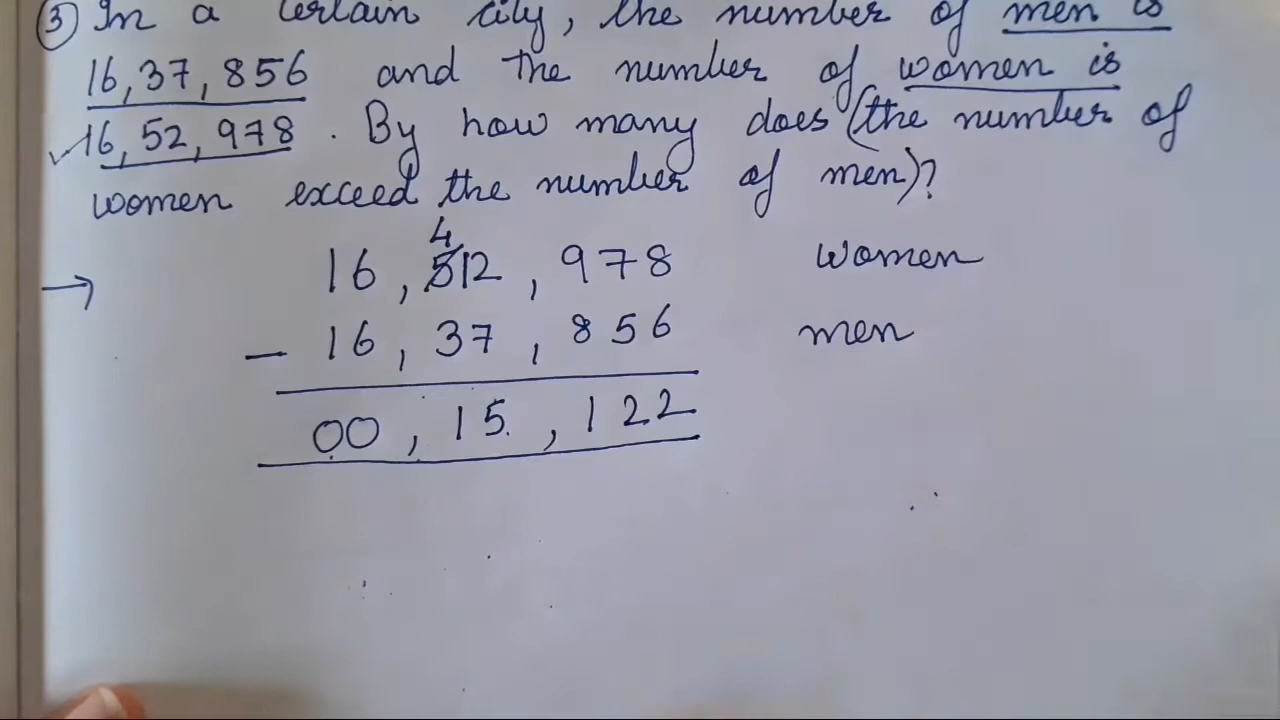 ③ In a certain city, the number of men is
16,37,856 and the number of women is
✓16,52,978. By how many does (the number of
women exceed the number of men)?
4
→ 16,512,978 women
- 16,37,856 men
00,15,122